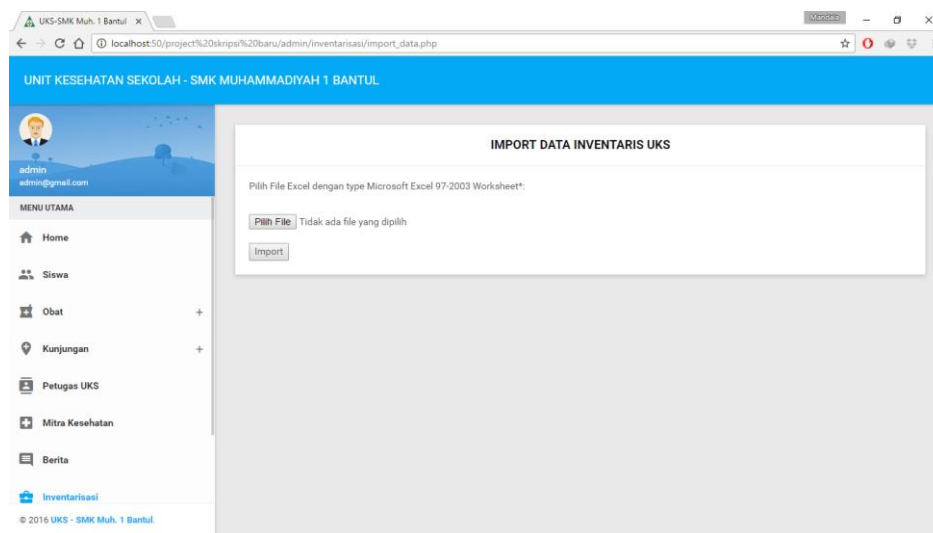 UKS-SMK Muh. 1 Bantul
Mandala
localhost:50/project%20skripsi%20baru/admin/inventarisasi/import_data.php
UNIT KESEHATAN SEKOLAH - SMK MUHAMMADIYAH 1 BANTUL
admin
admin@gmail.com
MENU UTAMA
Home
Siswa
Obat +
Kunjungan +
Petugas UKS
Mitra Kesehatan
Berita
Inventarisasi
© 2016 UKS - SMK Muh. 1 Bantul.
IMPORT DATA INVENTARIS UKS
Pilih File Excel dengan type Microsoft Excel 97-2003 Worksheet*:
Pilih File Tidak ada file yang dipilih
Import